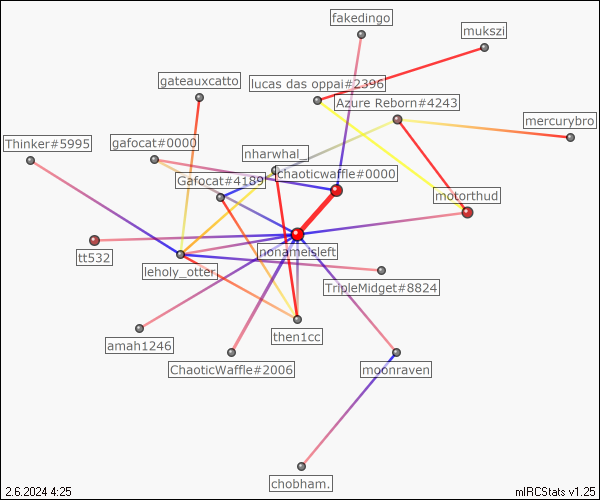 fakedingo
mukszi
gateauxcatto
lucas das oppai#2396
Azure Reborn#4243
mercurybro
Thinker#5995
gafocat#0000
nharwhal_
chaoticwaffle#0000
Gafocat#4189
motorthud
tt532
nonameisleft
leholy_otter
TripleMidget#8824
amah1246
then1cc
ChaoticWaffle#2006
moonraven
chobham.
2.6.2024 4:25
mIRCStats v1.25